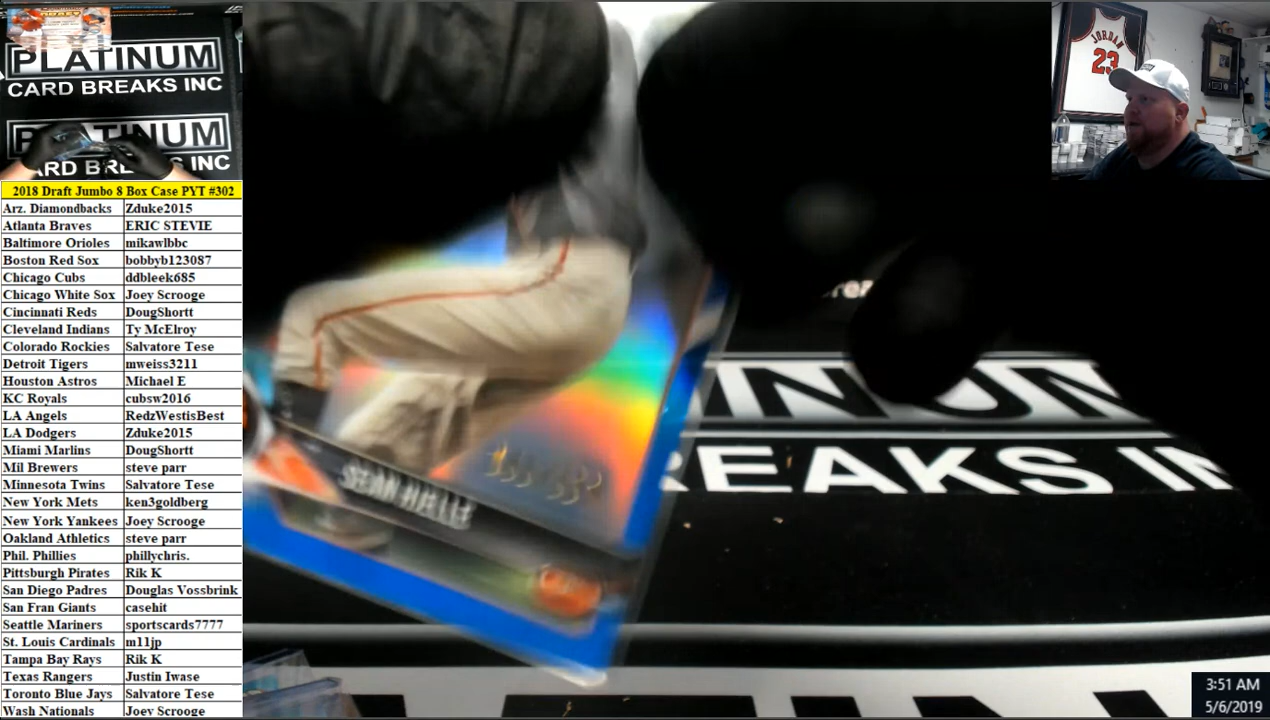 PLATINUM
CARD BREAKS INC
PLATINUM
CARD BREAKS INC
JORDAN
23
2018 Draft Jumbo 8 Box Case PYT #302
Arz. Diamondbacks Zduke2015
Atlanta Braves ERIC STEVIE
Baltimore Orioles mikawlbbc
Boston Red Sox bobbyb123087
Chicago Cubs ddbleek685
Chicago White Sox Joey Scrooge
Cincinnati Reds DougShortt
Cleveland Indians Ty McElroy
Colorado Rockies Salvatore Tese
Detroit Tigers mweiss3211
Houston Astros Michael E
KC Royals cubsw2016
LA Angels RedzWestisBest
LA Dodgers Zduke2015
Miami Marlins DougShortt
Mil Brewers steve parr
Minnesota Twins Salvatore Tese
New York Mets ken3goldberg
New York Yankees Joey Scrooge
Oakland Athletics steve parr
Phil. Phillies phillychris.
Pittsburgh Pirates Rik K
San Diego Padres Douglas Vossbrink
San Fran Giants casehit
Seattle Mariners sportscards7777
St. Louis Cardinals m11jp
Tampa Bay Rays Rik K
Texas Rangers Justin Iwase
Toronto Blue Jays Salvatore Tese
Wash Nationals Joey Scrooge
SEAN HJELLE
INUM
REAKS IN
3:51 AM
5/6/2019